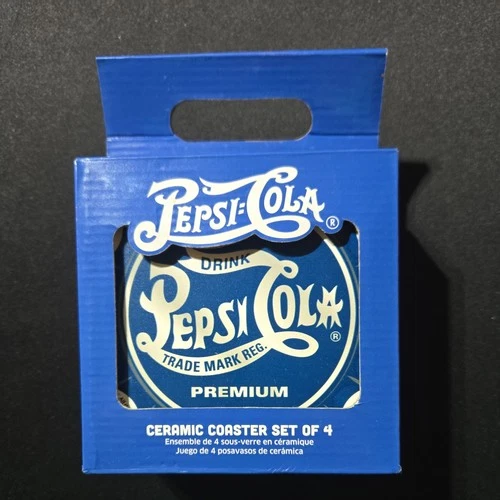 PEPSI:COLA®
DRINK
PEPSI COLA®
TRADE MARK REG.
PREMIUM
CERAMIC COASTER SET OF 4
Ensemble de 4 sous-verre en céramique
Juego de 4 posavasos de cerámica